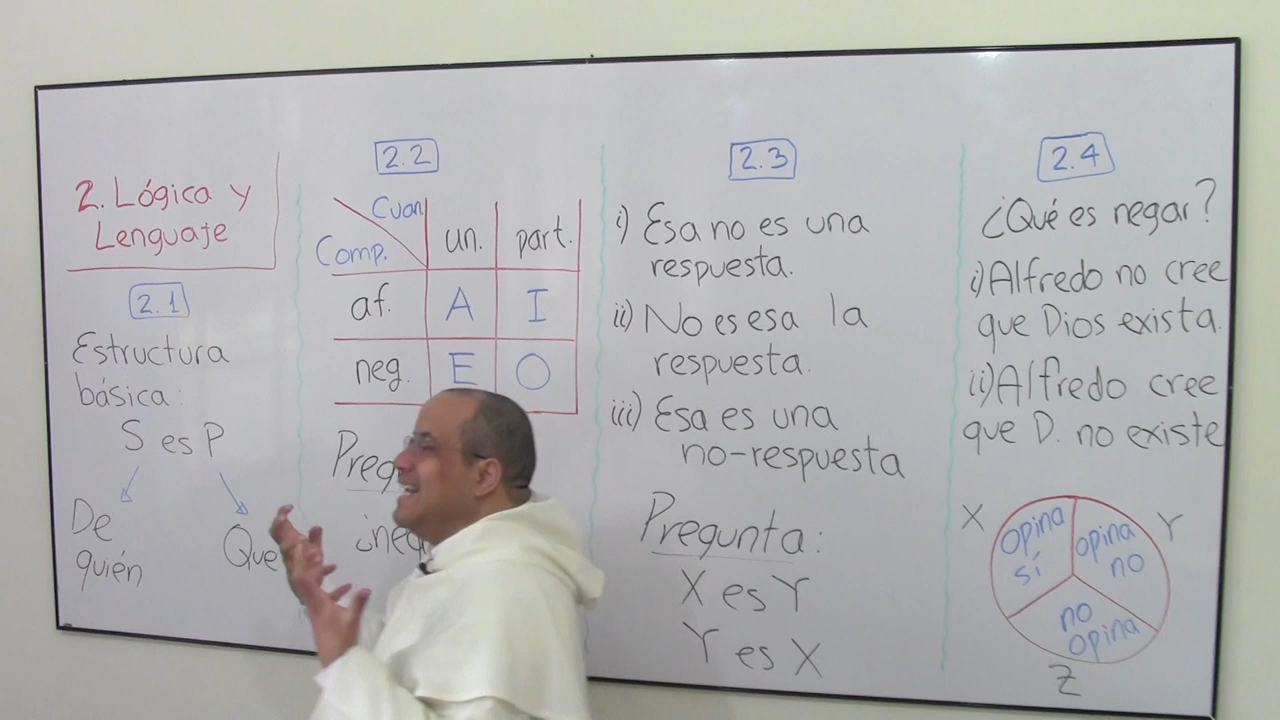 2. Lógica y
Lenguaje
2.1
Estructura
básica:
S es P
De
quién
Que
2.2
Cuan
Comp.
un. part.
af. A I
neg. E O
2.3
i) Esa no es una
respuesta.
ii) No es esa la
respuesta.
iii) Esa es una
no-respuesta
Pregunta:
X es Y
Y es X
2.4
¿Qué es negar?
i) Alfredo no cree
que Dios exista.
ii) Alfredo cree
que D. no existe
X
opina
sí
opina
no
Y
no
opina
Z